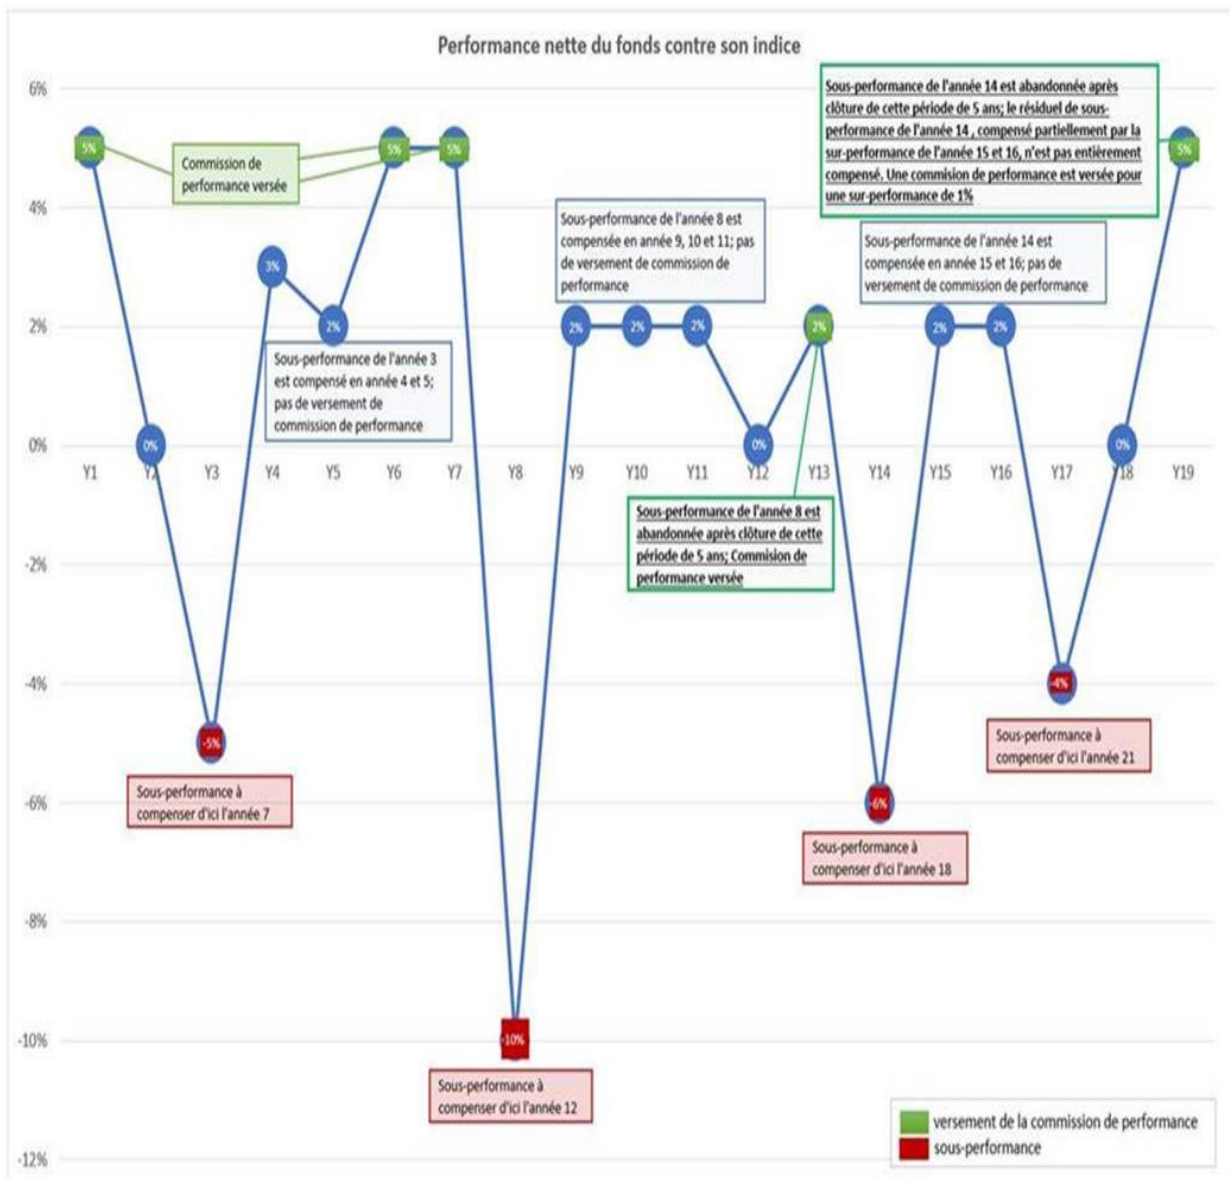 Performance nette du fonds contre son indice
6%
4%
2%
0%
-2%
-4%
-6%
-8%
-10%
-12%
5%
Commission de
performance versée
5%
5%
Sous-performance de l'année 14 est abandonnée après
clôture de cette période de 5 ans; le résiduel de sous-
performance de l'année 14 , compensé partiellement par la
sur-performance de l'année 15 et 16, n'est pas entièrement
compensé. Une commision de performance est versée pour
une sur-performance de 1%
5%
Sous-performance de l'année 8 est
compensée en année 9, 10 et 11; pas
de versement de commission de
performance
Sous-performance de l'année 14 est
compensée en année 15 et 16; pas de
versement de commission de performance
3%
2%
2%
2%
2%
2%
2%
2%
Sous-performance de l'année 3
est compensé en année 4 et 5;
pas de versement de
commission de performance
0%
0%
0%
Y1
Y2
Y3
Y4
Y5
Y6
Y7
Y8
Y9
Y10
Y11
Y12
Y13
Y14
Y15
Y16
Y17
Y18
Y19
Sous-performance de l'année 8 est
abandonnée après clôture de cette
période de 5 ans; Commision de
performance versée
-4%
-5%
Sous-performance à
compenser d'ici l'année 21
Sous-performance à
compenser d'ici l'année 7
-6%
Sous-performance à
compenser d'ici l'année 18
-10%
Sous-performance à
compenser d'ici l'année 12
versement de la commission de performance
sous-performance